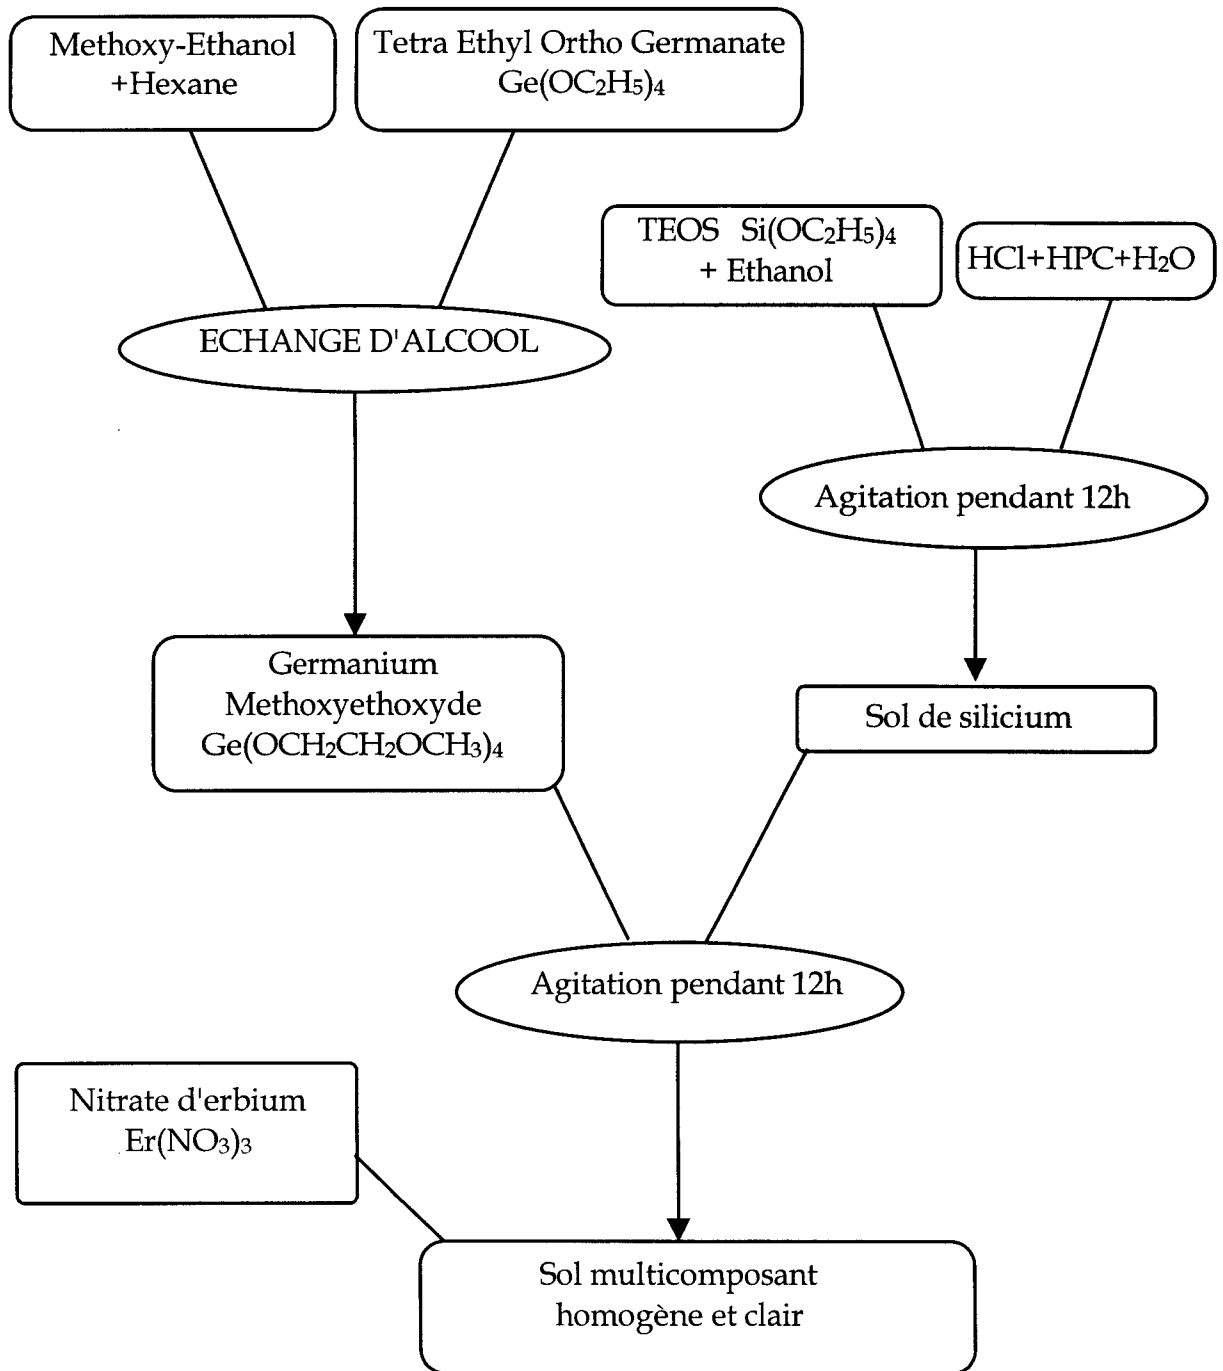 Methoxy-Ethanol
+Hexane
Tetra Ethyl Ortho Germanate
Ge(OC₂H₅)₄
TEOS Si(OC₂H₅)₄
+ Ethanol
HCl+HPC+H₂O
ECHANGE D'ALCOOL
Agitation pendant 12h
Germanium
Methoxyethoxyde
Ge(OCH₂CH₂OCH₃)₄
Sol de silicium
Agitation pendant 12h
Nitrate d'erbium
Er(NO₃)₃
Sol multicomposant
homogène et clair